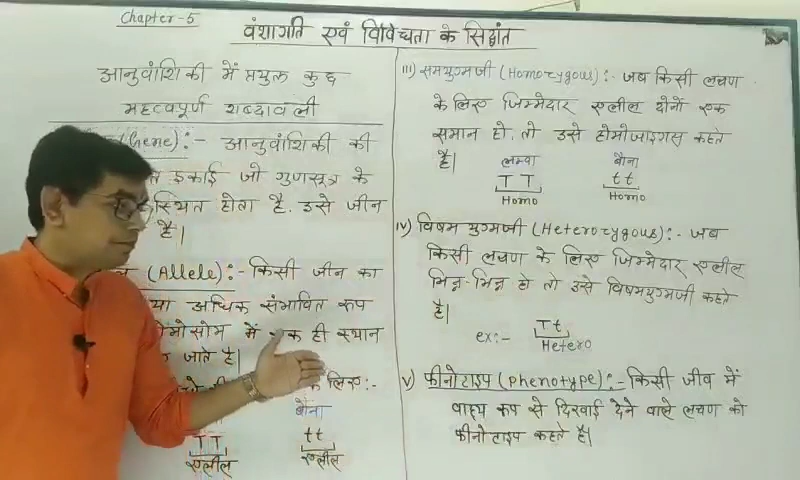 Chapter-5
वंशागति एवं विविधता के सिद्धांत
आनुवांशिकी में प्रयुक्त कुछ
महत्वपूर्ण शब्दावली
(Gene):- आनुवांशिकी की
इकाई जो गुणसूत्र के
स्थित होता है. उसे जीन
है।
(Allele):- किसी जीन का
या अधिक संभावित रूप
में एक ही स्थान
जाते है।
के लिए:-
बौना
TT tt
एलील एलील
iii) समयुग्मजी (Homozygous):- जब किसी लक्षण
के लिए जिम्मेदार एलील दोनों एक
समान हो. तो उसे होमोजाइगस कहते
है।
लम्बा बौना
TT tt
Homo Homo
iv) विषम युग्मजी (Heterozygous):- जब
किसी लक्षण के लिए जिम्मेदार एलील
भिन्न-भिन्न हो तो उसे विषमयुग्मजी कहते
है।
ex:- Tt
Hetero
v) फीनोटाइप (phenotype):- किसी जीव में
वाह्य रूप से दिखाई देने वाले लक्षण को
फीनोटाइप कहते है।